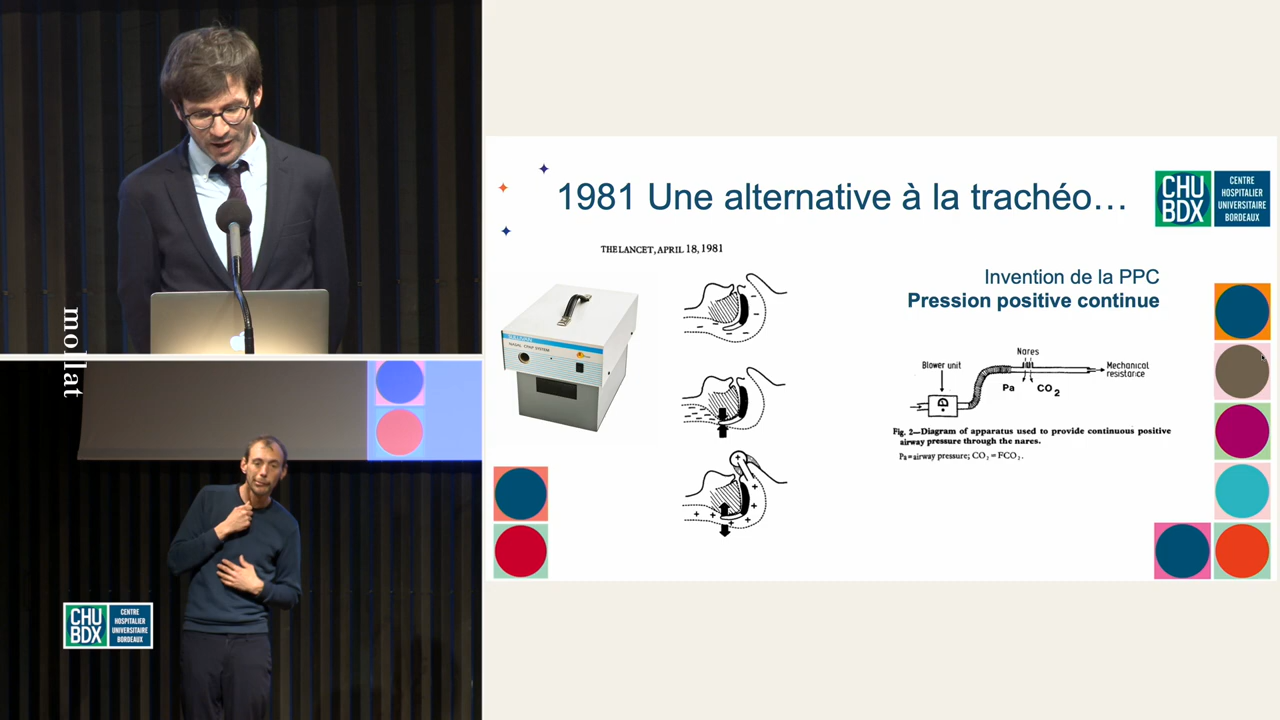 mollat
1981 Une alternative à la trachéo…
CHU
BDX
CENTRE
HOSPITALIER
UNIVERSITAIRE
BORDEAUX
THE LANCET, APRIL 18, 1981
Invention de la PPC
Pression positive continue
NASAL CPAP SYSTEM
Nares
Blower unit
Mechanical
resistance
Pa
CO2
Fig. 2—Diagram of apparatus used to provide continuous positive
airway pressure through the nares.
Pa=airway pressure; CO2=FCO2.
CHU
BDX
CENTRE
HOSPITALIER
UNIVERSITAIRE
BORDEAUX